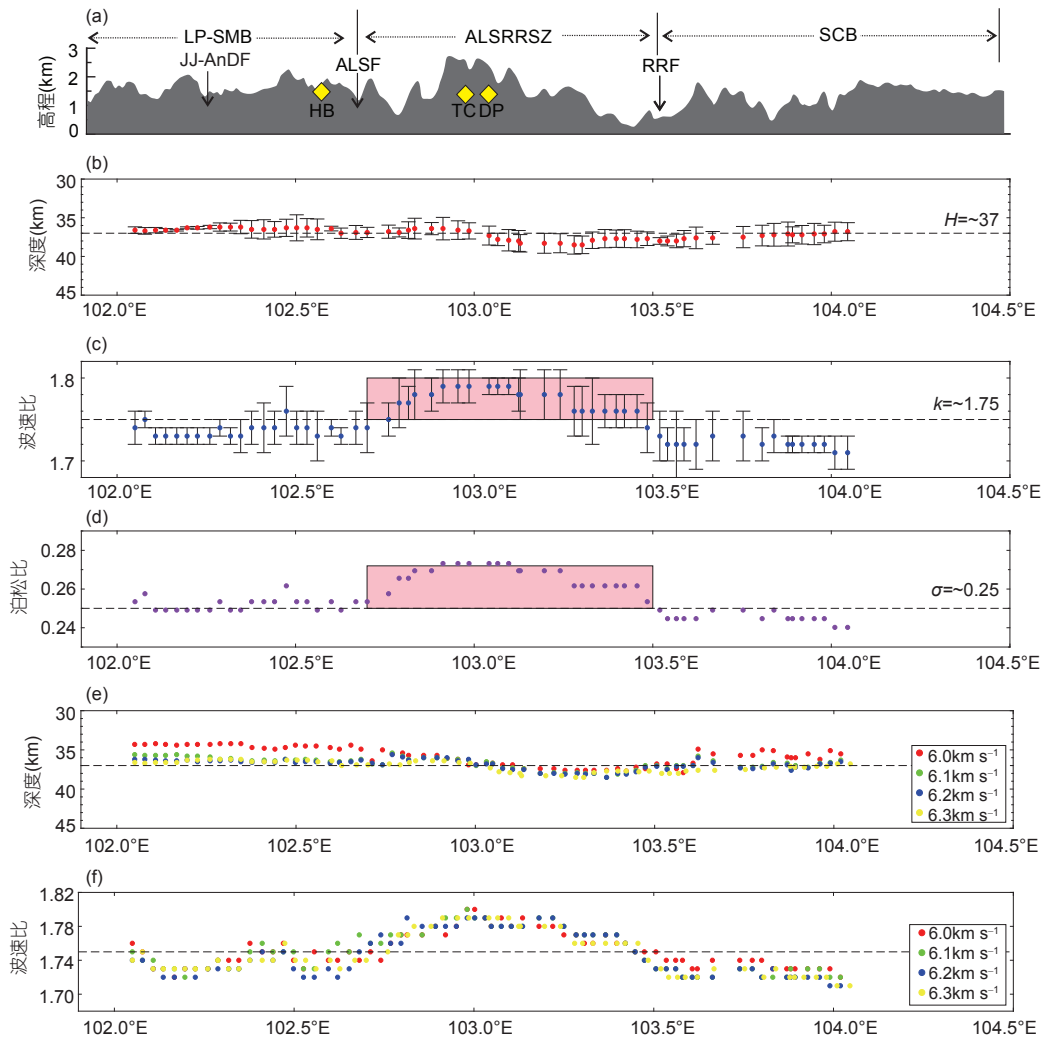 (a)
LP-SMB
ALSRRSZ
SCB
JJ-AnDF
ALSF
RRF
HB
TC
DP
高程(km)
3
2
1
0
(b)
深度(km)
30
35
40
45
H=~37
102.0°E
102.5°E
103.0°E
103.5°E
104.0°E
104.5°E
(c)
波速比
1.8
1.7
k=~1.75
102.0°E
102.5°E
103.0°E
103.5°E
104.0°E
104.5°E
(d)
泊松比
0.28
0.26
0.24
σ=~0.25
102.0°E
102.5°E
103.0°E
103.5°E
104.0°E
104.5°E
(e)
深度(km)
30
35
40
45
6.0km s⁻¹
6.1km s⁻¹
6.2km s⁻¹
6.3km s⁻¹
102.0°E
102.5°E
103.0°E
103.5°E
104.0°E
104.5°E
(f)
波速比
1.82
1.78
1.74
1.70
6.0km s⁻¹
6.1km s⁻¹
6.2km s⁻¹
6.3km s⁻¹
102.0°E
102.5°E
103.0°E
103.5°E
104.0°E
104.5°E